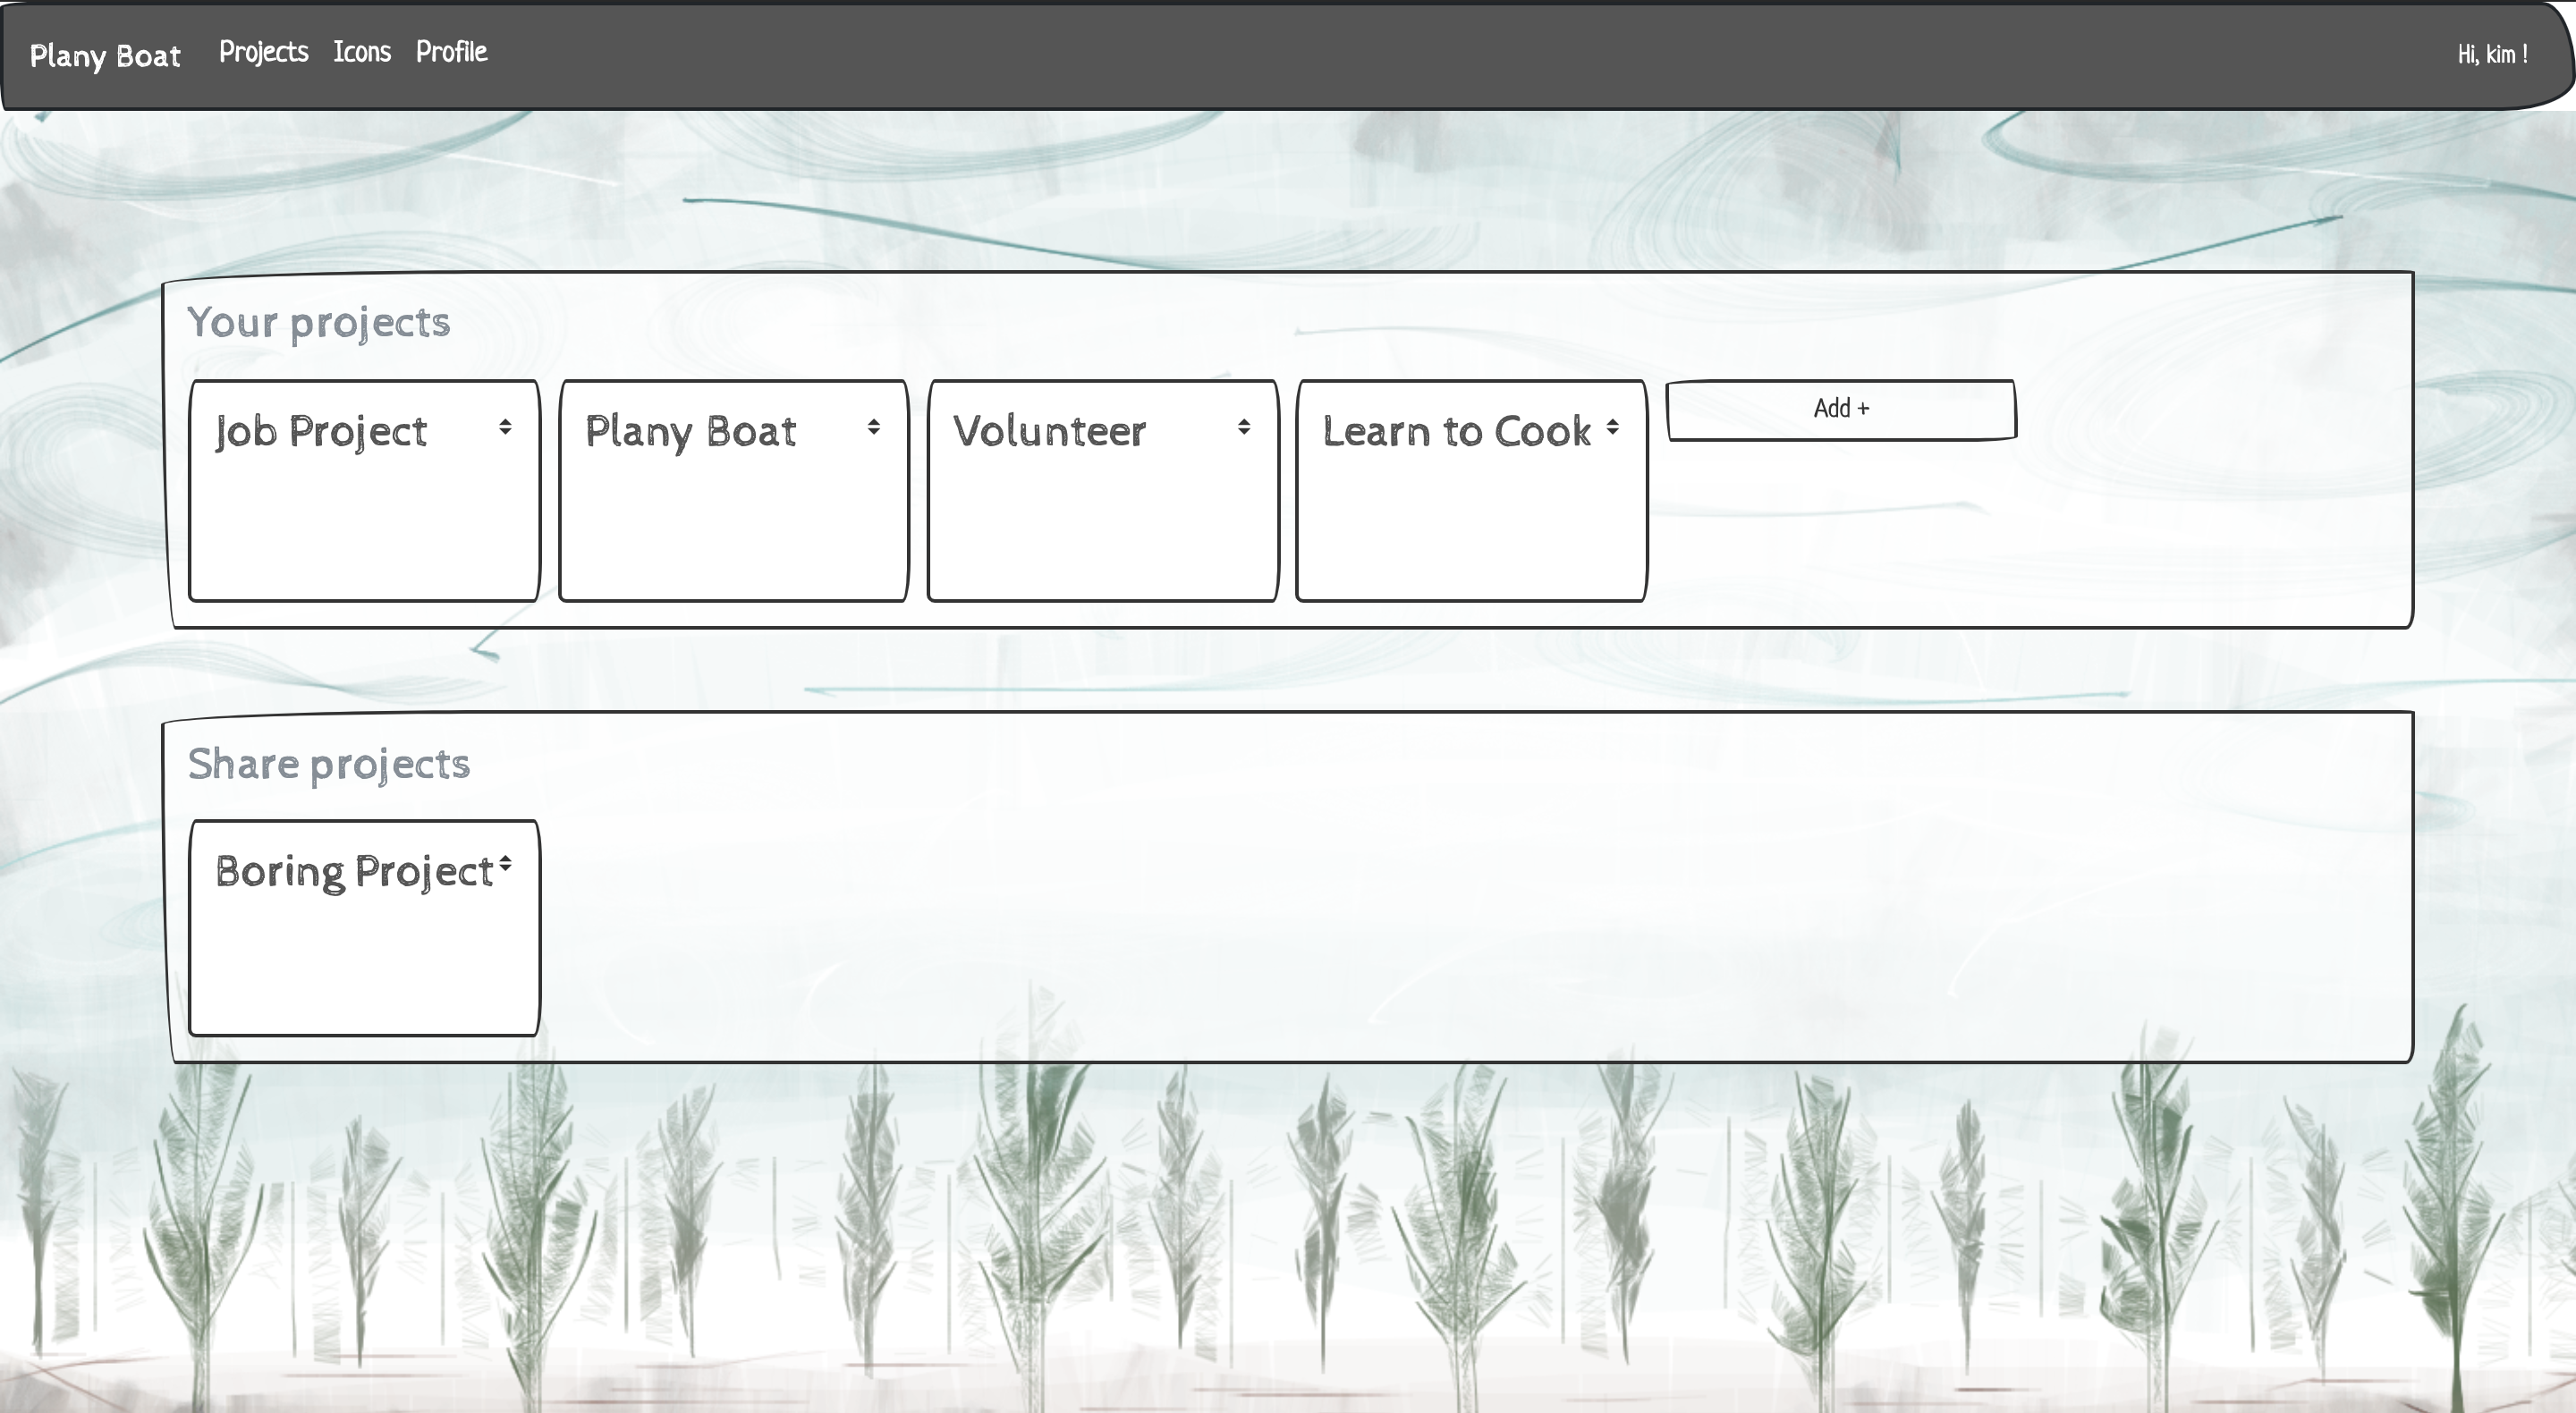 Plany Boat Projects Icons Profile Hi, kim !
Your projects
Job Project Plany Boat Volunteer Learn to Cook Add +
Share projects
Boring Project